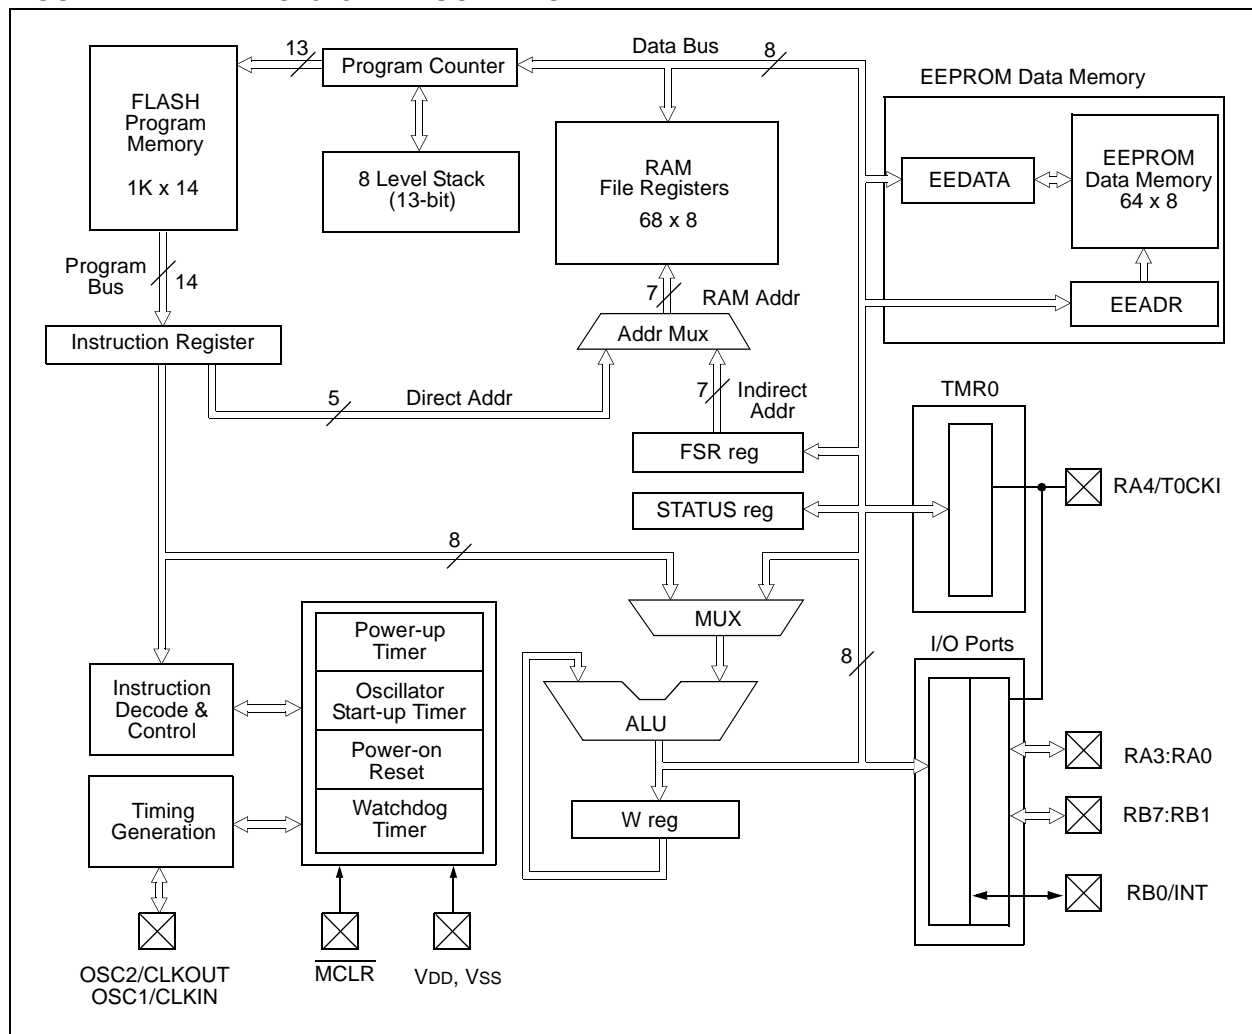 13
Program Counter
Data Bus
8
EEPROM Data Memory
FLASH
Program
Memory
1K x 14
8 Level Stack
(13-bit)
RAM
File Registers
68 x 8
EEDATA
EEPROM
Data Memory
64 x 8
Program
Bus
14
7
RAM Addr
EEADR
Instruction Register
Addr Mux
5
Direct Addr
7
Indirect
Addr
TMR0
FSR reg
RA4/T0CKI
STATUS reg
8
MUX
Power-up
Timer
8
I/O Ports
Instruction
Decode &
Control
Oscillator
Start-up Timer
ALU
Power-on
Reset
RA3:RA0
Timing
Generation
Watchdog
Timer
W reg
RB7:RB1
RB0/INT
OSC2/CLKOUT
OSC1/CLKIN
MCLR
VDD, VSS